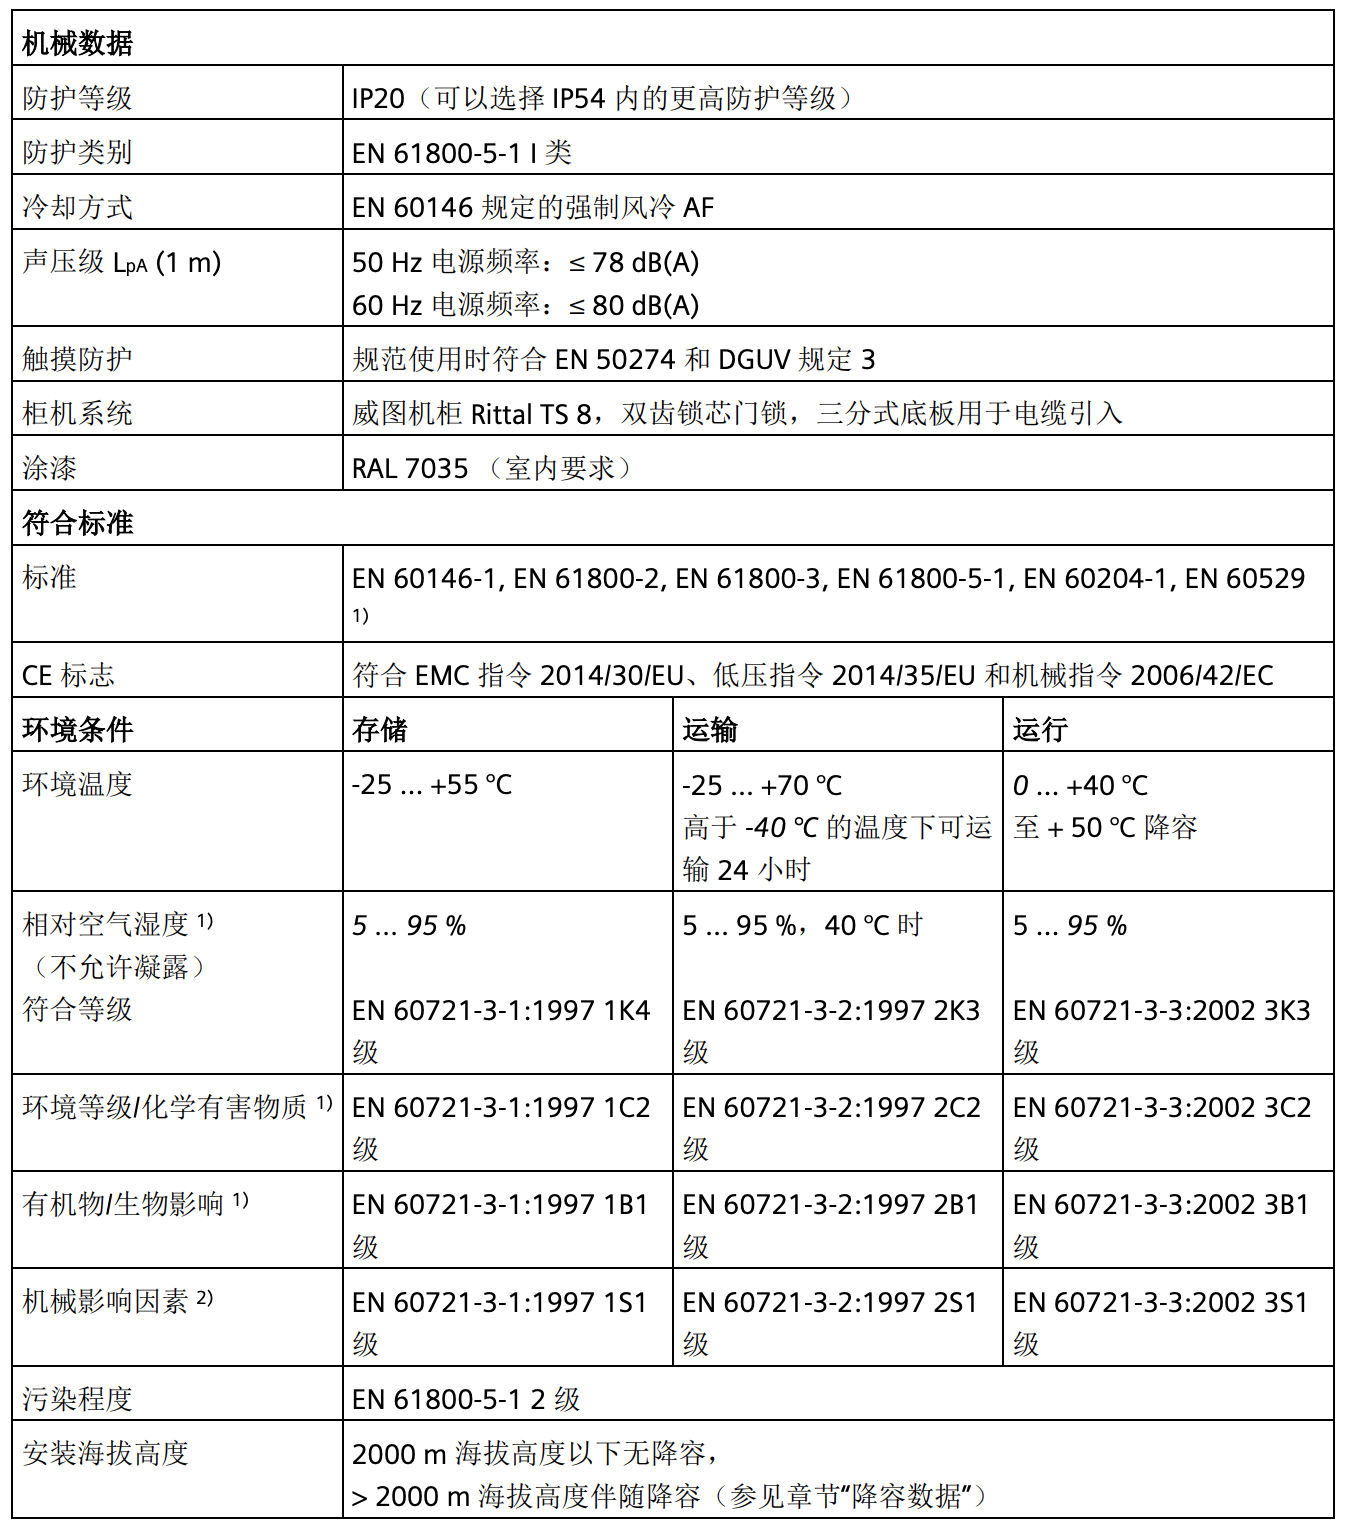 机械数据
防护等级 IP20（可以选择 IP54 内的更高防护等级）
防护类别 EN 61800-5-1 I 类
冷却方式 EN 60146 规定的强制风冷 AF
声压级 LpA (1 m) 50 Hz 电源频率：≤ 78 dB(A)
60 Hz 电源频率：≤ 80 dB(A)
触摸防护 规范使用时符合 EN 50274 和 DGUV 规定 3
柜机系统 威图机柜 Rittal TS 8，双齿锁芯门锁，三分式底板用于电缆引入
涂漆 RAL 7035 （室内要求）
符合标准
标准 EN 60146-1, EN 61800-2, EN 61800-3, EN 61800-5-1, EN 60204-1, EN 60529
1)
CE 标志 符合 EMC 指令 2014/30/EU、低压指令 2014/35/EU 和机械指令 2006/42/EC
环境条件 存储 运输 运行
环境温度 -25 ... +55 °C -25 ... +70 °C 0 ... +40 °C
高于 -40 °C 的温度下可运 至 + 50 °C 降容
输 24 小时
相对空气湿度 1) 5 ... 95 % 5 ... 95 %，40 °C 时 5 ... 95 %
（不允许凝露）
符合等级 EN 60721-3-1:1997 1K4 EN 60721-3-2:1997 2K3 EN 60721-3-3:2002 3K3
级 级 级
环境等级/化学有害物质 1) EN 60721-3-1:1997 1C2 EN 60721-3-2:1997 2C2 EN 60721-3-3:2002 3C2
级 级 级
有机物/生物影响 1) EN 60721-3-1:1997 1B1 EN 60721-3-2:1997 2B1 EN 60721-3-3:2002 3B1
级 级 级
机械影响因素 2) EN 60721-3-1:1997 1S1 EN 60721-3-2:1997 2S1 EN 60721-3-3:2002 3S1
级 级 级
污染程度 EN 61800-5-1 2 级
安装海拔高度 2000 m 海拔高度以下无降容，
> 2000 m 海拔高度伴随降容（参见章节“降容数据”）